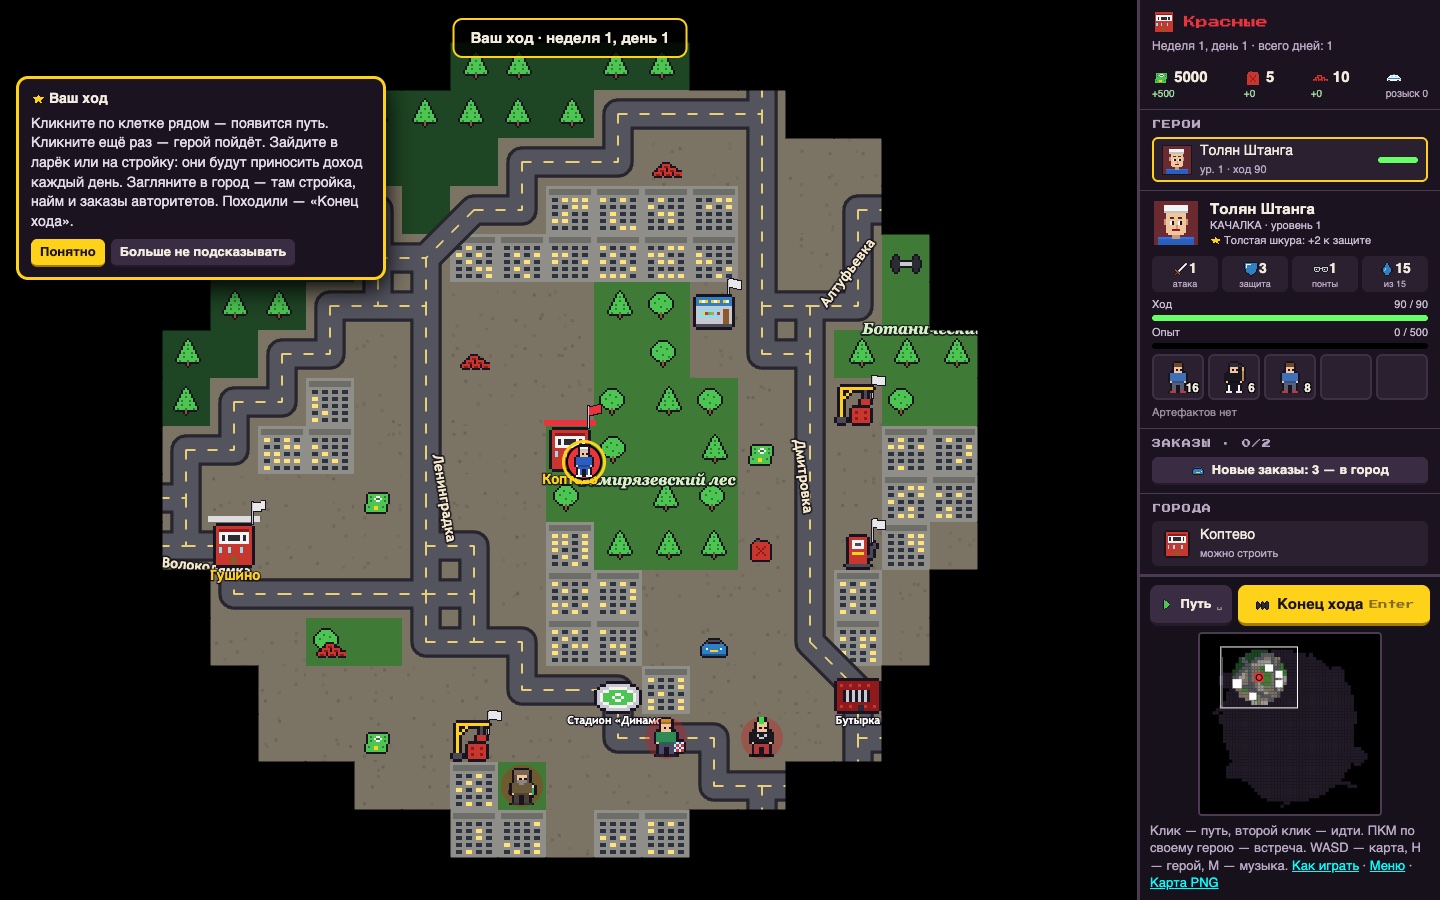 Ваш ход · неделя 1, день 1
Ваш ход
Кликните по клетке рядом — появится путь.
Кликните ещё раз — герой пойдёт. Зайдите в
ларёк или на стройку: они будут приносить доход
каждый день. Загляните в город — там стройка,
найм и заказы авторитетов. Походили — «Конец
хода».
Понятно
Больше не подсказывать
Алтуфьевка
Ленинградка
Дмитровка
Тушино
Стадион «Динамо
Бутырка
Красные
Неделя 1, день 1 · всего дней: 1
5000
5
10
+500
+0
+0
розыск 0
ГЕРОИ
Толян Штанга
ур. 1 · ход 90
Толян Штанга
КАЧАЛКА · уровень 1
Толстая шкура: +2 к защите
1
3
1
15
атака
защита
понты
из 15
Ход
90 / 90
Опыт
0 / 500
16
6
8
Артефактов нет
ЗАКАЗЫ · 0/2
Новые заказы: 3 — в город
ГОРОДА
Коптево
можно строить
Путь
Конец хода Enter
Клик — путь, второй клик — идти. ПКМ по
своему герою — встреча. WASD — карта, H
— герой, M — музыка. Как играть · Меню ·
Карта PNG